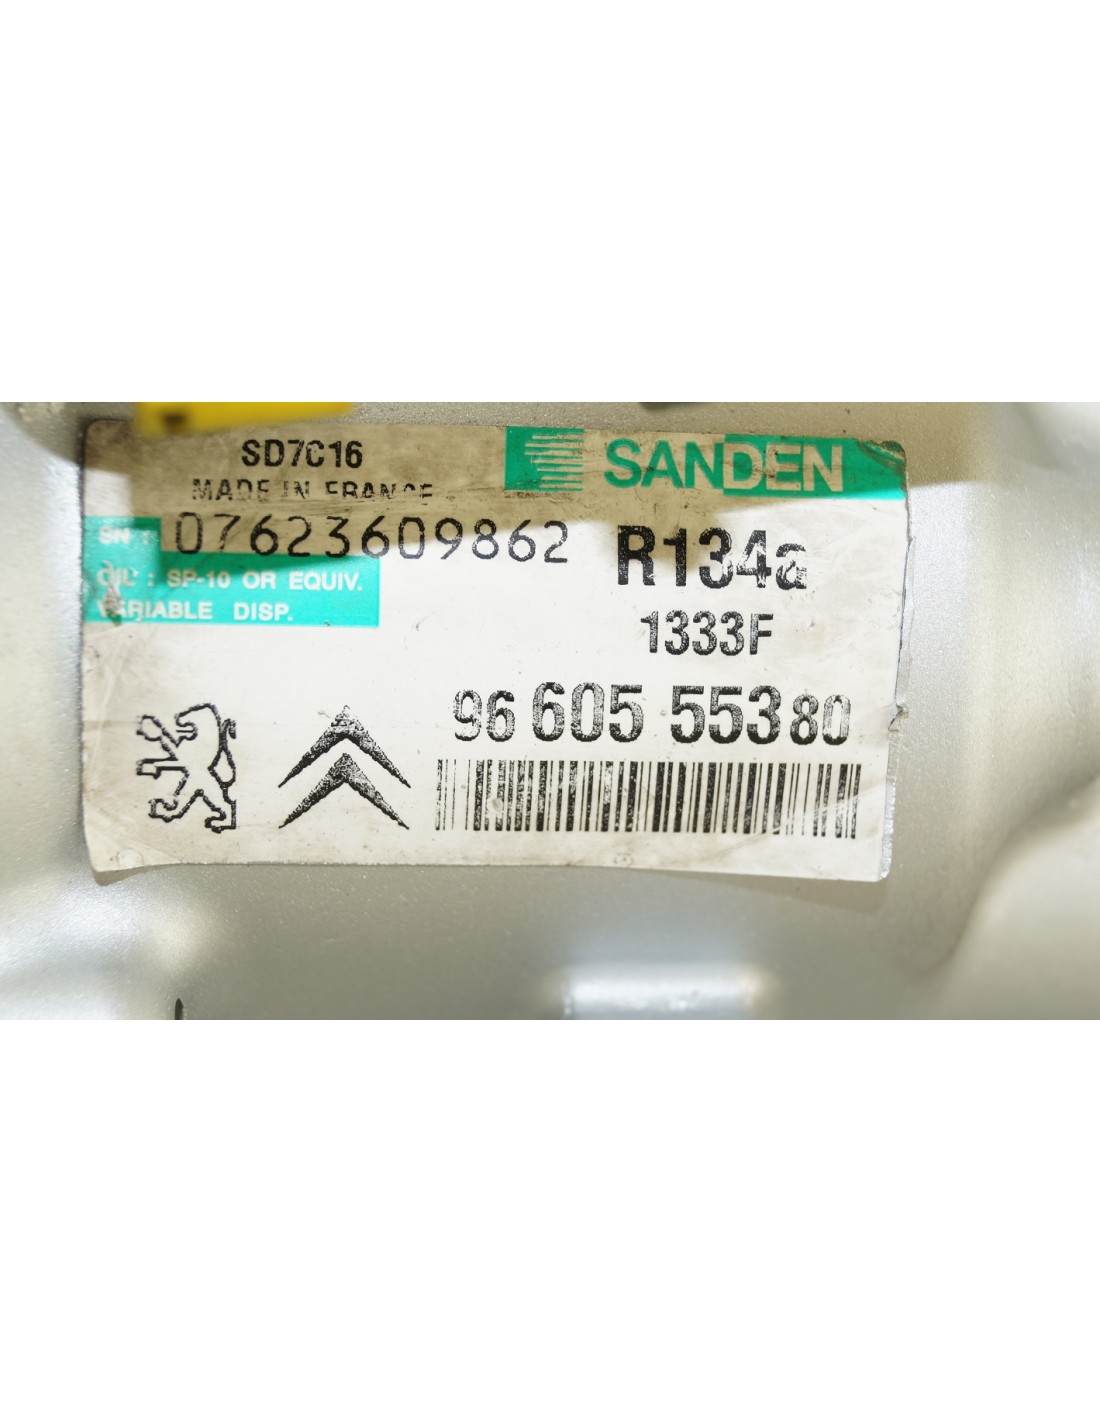 SD7C16
MADE IN FRANCE
SANDEN
SN : 07623609862
R134a
OIL : SP-10 OR EQUIV.
VARIABLE DISP.
1333F
96 605 553 80